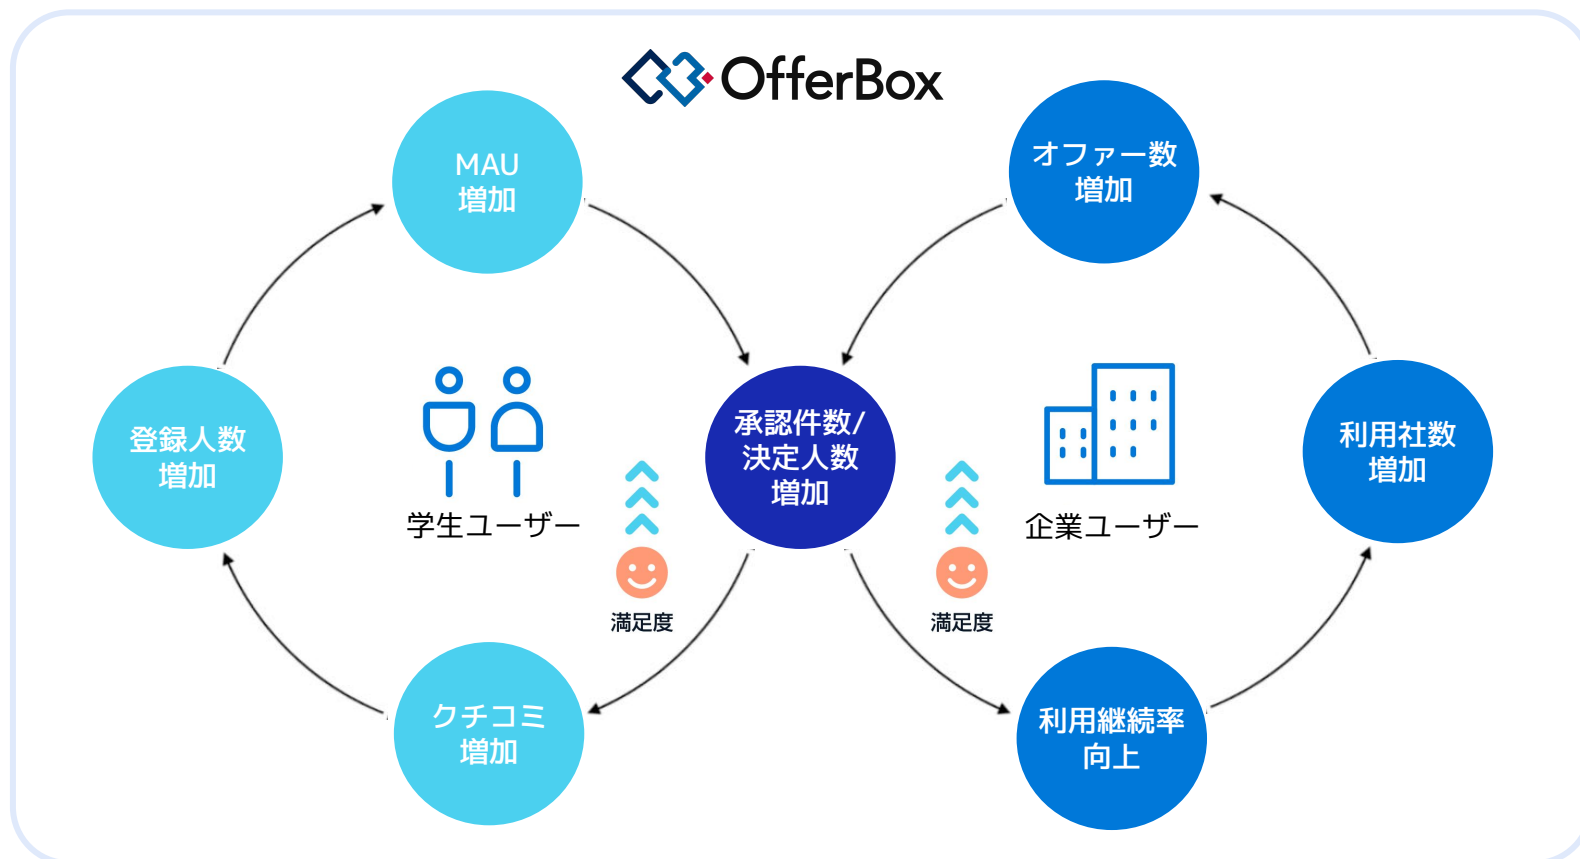 OfferBox
MAU
増加
オファー数
増加
登録人数
増加
学生ユーザー
承認件数/
決定人数
増加
企業ユーザー
利用社数
増加
満足度
満足度
クチコミ
増加
利用継続率
向上